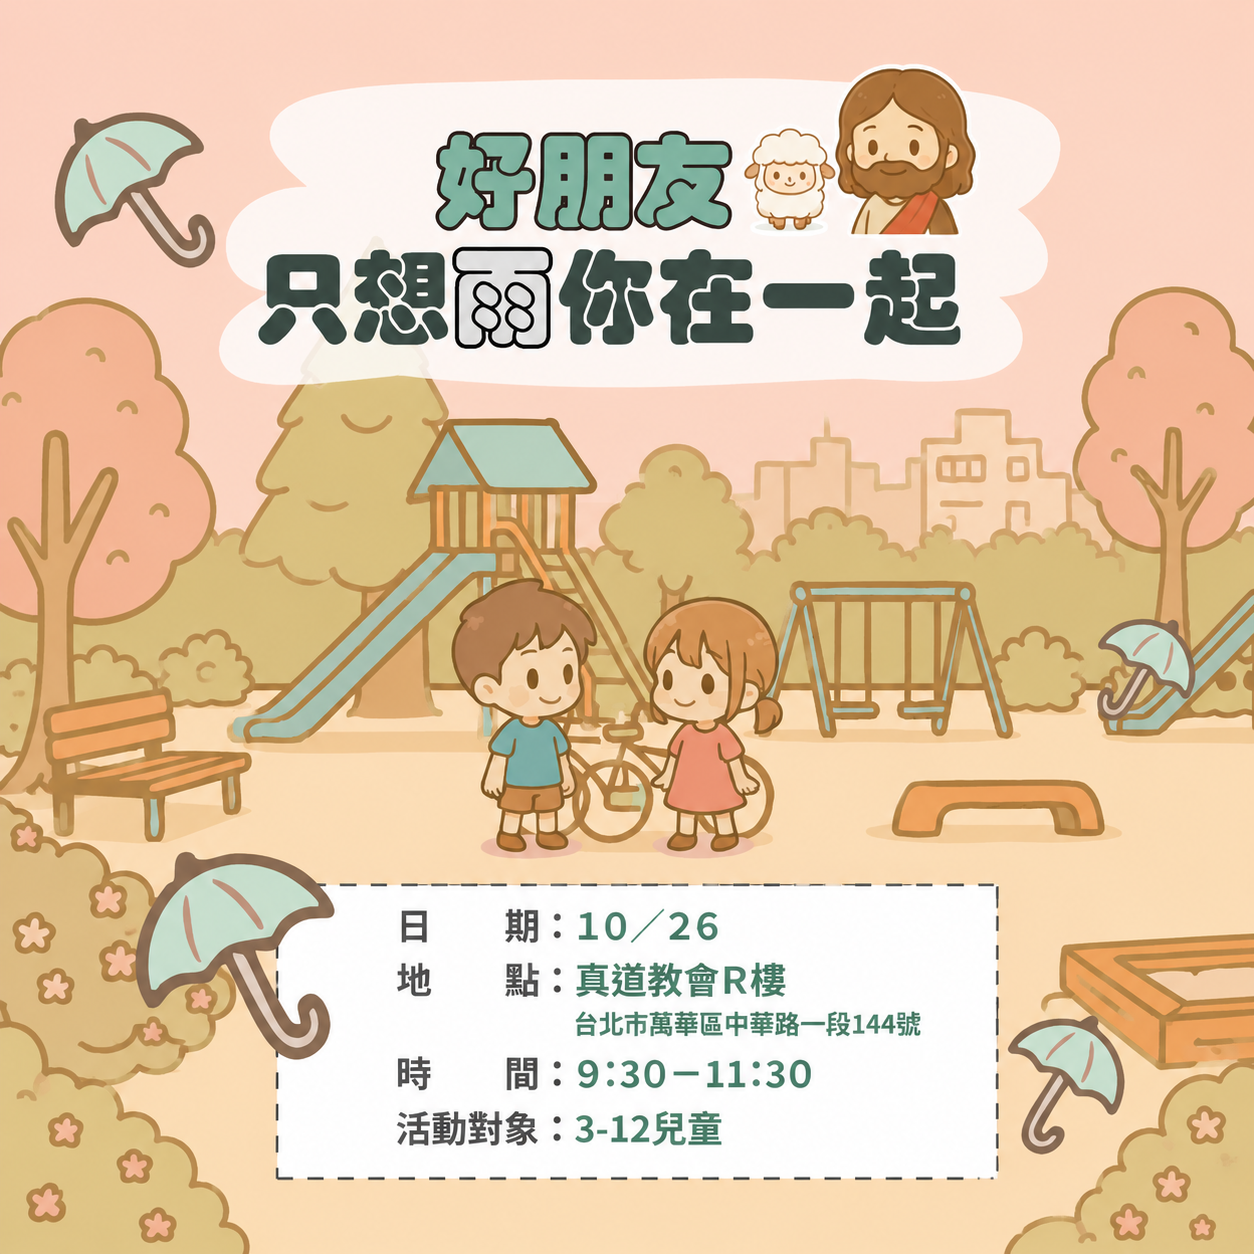 好朋友
只想雨你在一起
日期：10／26
地點：真道教會R樓
台北市萬華區中華路一段144號
時間：9:30－11:30
活動對象：3-12兒童